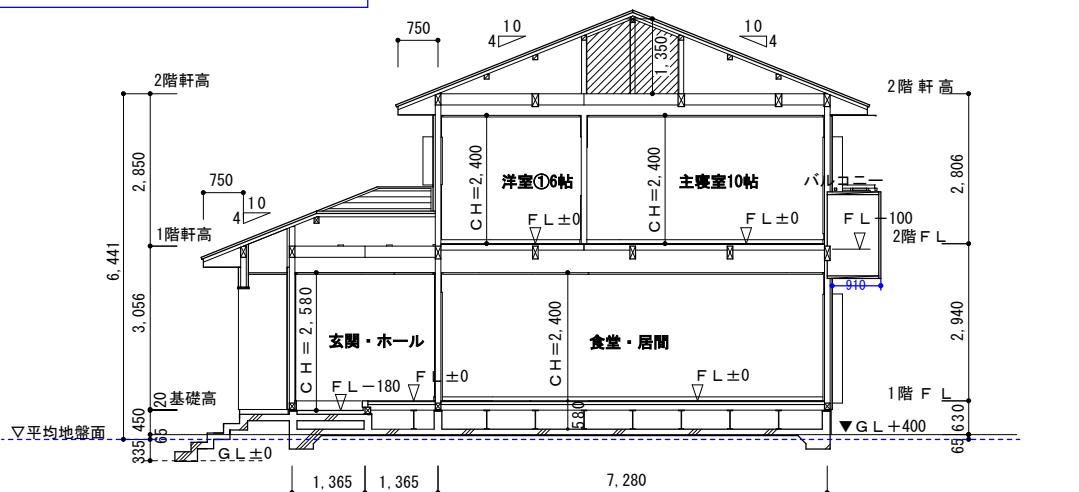 750
10
4
10
4
1,350
2階軒高
2階軒高
2,850
CH=2,400
洋室①6帖
CH=2,400
主寝室10帖
バルコニー
2,806
750
10
4
FL±0
FL±0
FL-100
1階軒高
2階FL
6,441
910
3,056
CH=2,580
玄関・ホール
CH=2,400
食堂・居間
2,940
FL-180
FL±0
FL±0
1階FL
20
基礎高
450
580
630
▽平均地盤面
65
▼GL+400
65
335
GL±0
1,365
1,365
7,280